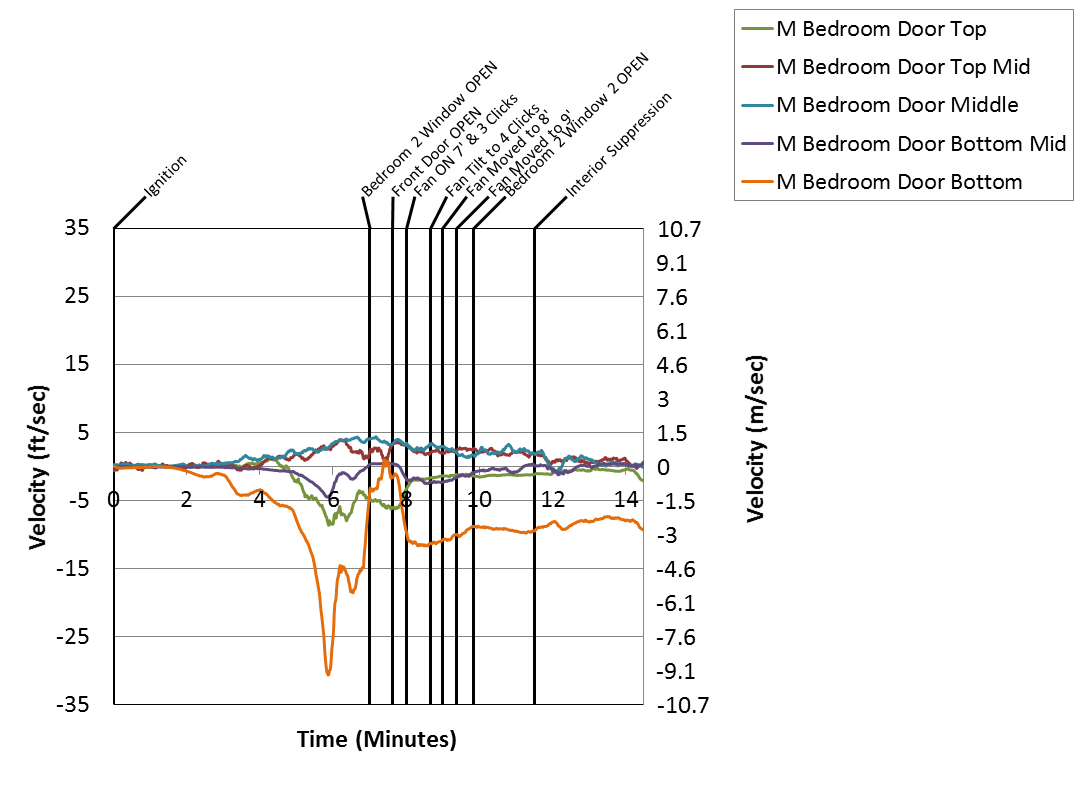 M Bedroom Door Top
M Bedroom Door Top Mid
M Bedroom Door Middle
M Bedroom Door Bottom Mid
M Bedroom Door Bottom
Ignition
Bedroom 2 Window OPEN
Front Door OPEN
Fan ON 7' & 3 Clicks
Fan Tilt to 4 Clicks
Fan Moved to 8'
Fan Moved to 9'
Bedroom 2 Window 2 OPEN
Interior Suppression
35
25
15
5
-5
-15
-25
-35
Velocity (ft/sec)
0
2
4
6
8
10
12
14
Time (Minutes)
10.7
9.1
7.6
6.1
4.6
3
1.5
0
-1.5
-3
-4.6
-6.1
-7.6
-9.1
-10.7
Velocity (m/sec)